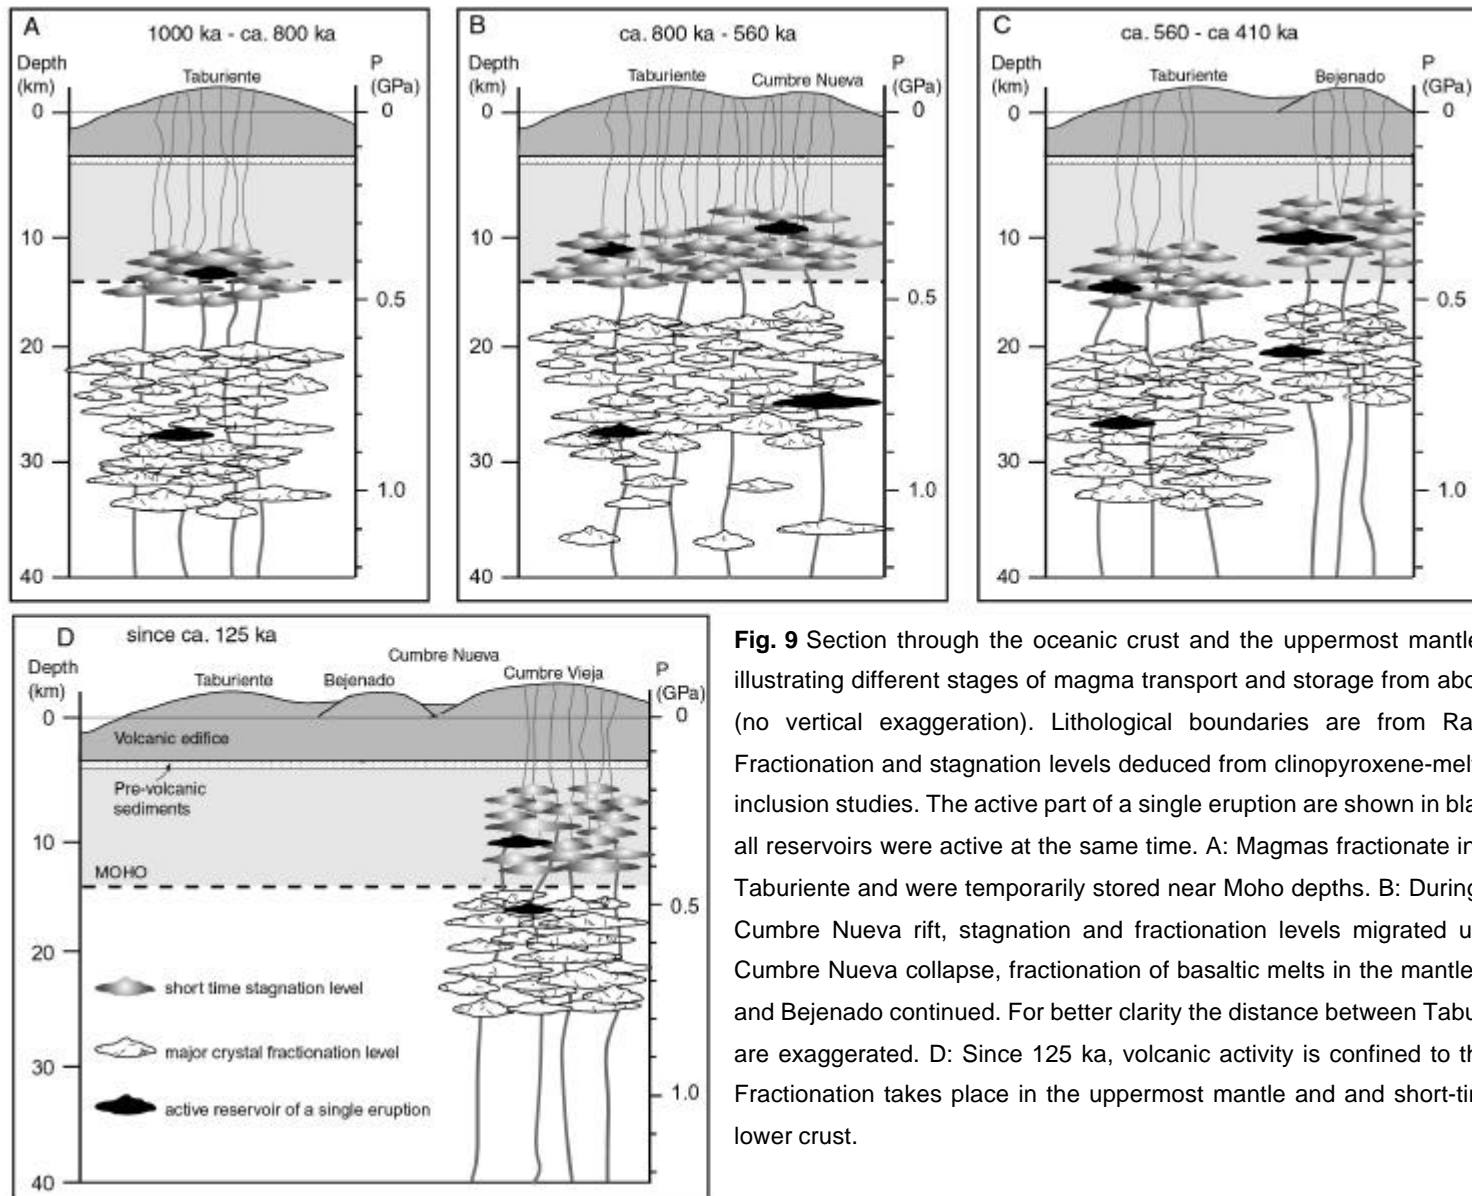 A
1000 ka - ca. 800 ka
Depth
(km)
Taburiente
P
(GPa)
0
0
10
0.5
20
30
1.0
40
B
ca. 800 ka - 560 ka
Depth
(km)
Taburiente
Cumbre Nueva
P
(GPa)
0
0
10
0.5
20
30
1.0
40
C
ca. 560 - ca 410 ka
Depth
(km)
Taburiente
Bejenado
P
(GPa)
0
0
10
0.5
20
30
1.0
40
D
since ca. 125 ka
Depth
(km)
Cumbre Nueva
Taburiente
Bejenado
Cumbre Vieja
P
(GPa)
0
0
Volcanic edifice
Pre-volcanic
sediments
10
MOHO
0.5
20
short time stagnation level
major crystal fractionation level
30
1.0
active reservoir of a single eruption
40
Fig. 9 Section through the oceanic crust and the uppermost mantle
illustrating different stages of magma transport and storage from
(no vertical exaggeration). Lithological boundaries are from
Fractionation and stagnation levels deduced from clinopyroxene-melt
inclusion studies. The active part of a single eruption are shown in
all reservoirs were active at the same time. A: Magmas fractionate
Taburiente and were temporarily stored near Moho depths. B: During
Cumbre Nueva rift, stagnation and fractionation levels migrated
Cumbre Nueva collapse, fractionation of basaltic melts in the mantle
and Bejenado continued. For better clarity the distance between
are exaggerated. D: Since 125 ka, volcanic activity is confined to
Fractionation takes place in the uppermost mantle and and
lower crust.